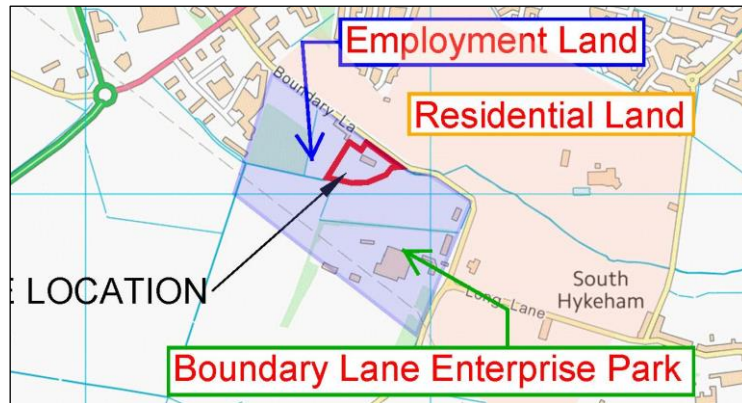 Employment Land
Boundary La
Residential Land
E LOCATION
South
Hykeham
Long Lane
Boundary Lane Enterprise Park